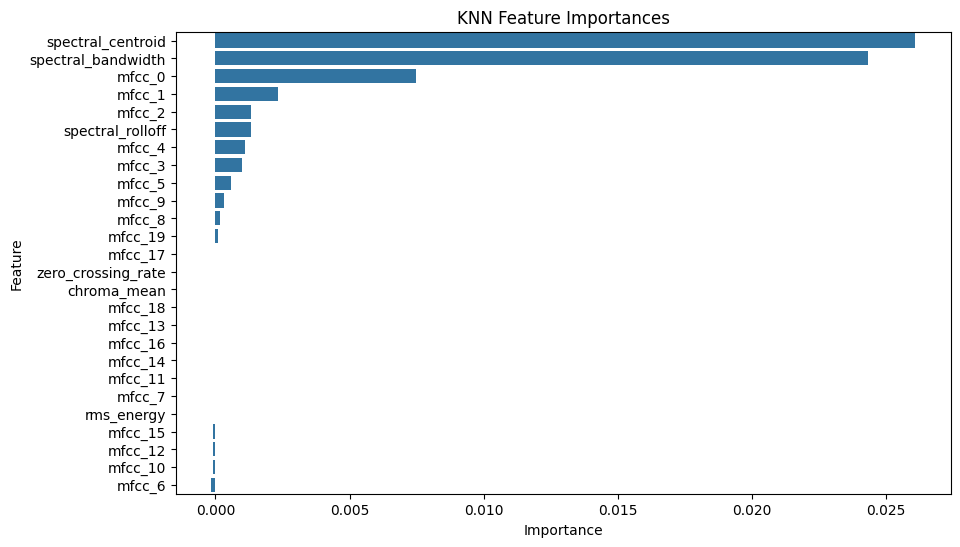 KNN Feature Importances
spectral_centroid
spectral_bandwidth
mfcc_0
mfcc_1
mfcc_2
spectral_rolloff
mfcc_4
mfcc_3
mfcc_5
mfcc_9
mfcc_8
mfcc_19
mfcc_17
zero_crossing_rate
chroma_mean
mfcc_18
mfcc_13
mfcc_16
mfcc_14
mfcc_11
mfcc_7
rms_energy
mfcc_15
mfcc_12
mfcc_10
mfcc_6
Feature
0.000 0.005 0.010 0.015 0.020 0.025
Importance